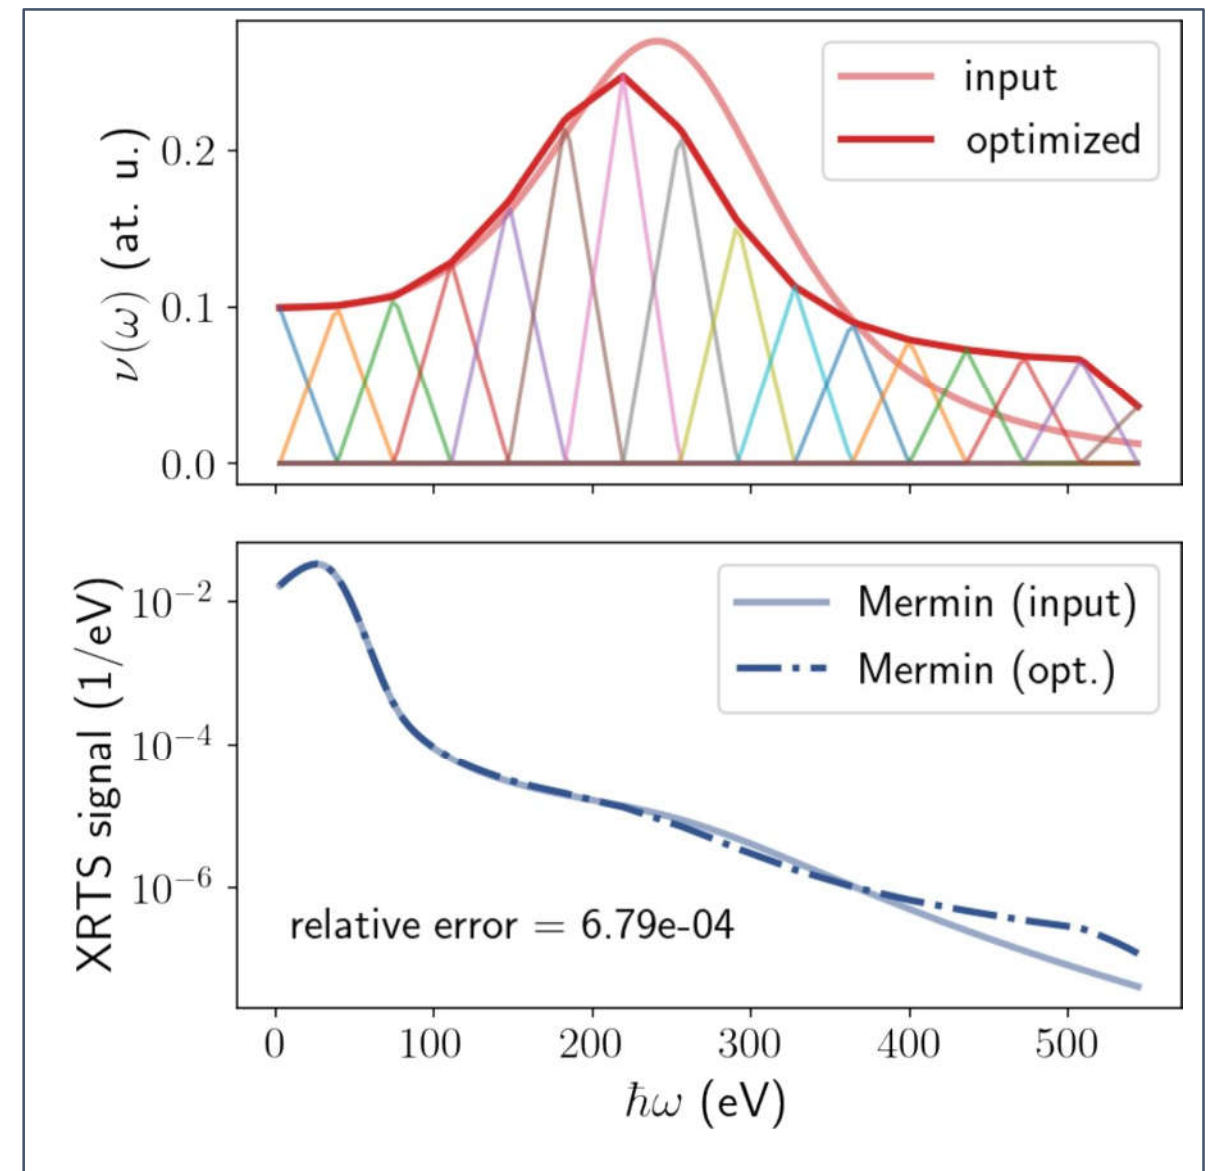 input
optimized
ν(ω) (at. u.)
0.2
0.1
0.0
Mermin (input)
Mermin (opt.)
XRTS signal (1/eV)
10⁻²
10⁻⁴
10⁻⁶
relative error = 6.79e-04
0 100 200 300 400 500
ħω (eV)